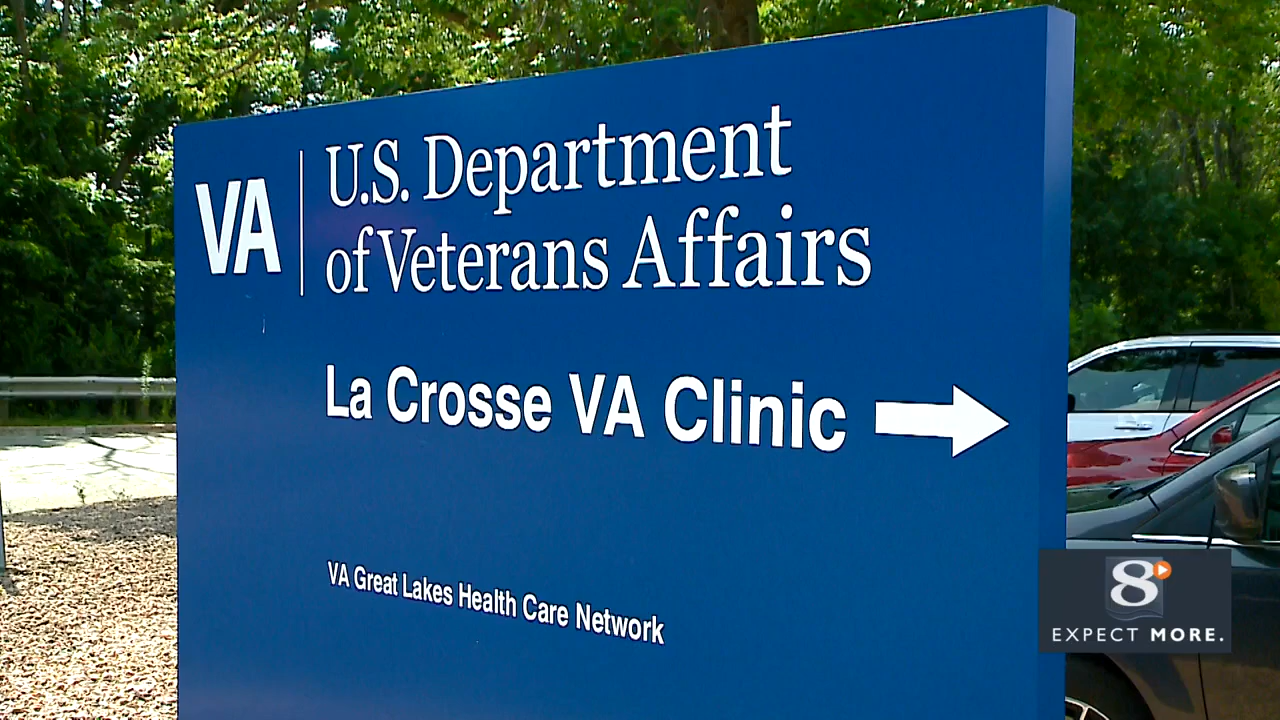 VA
U.S. Department
of Veterans Affairs
La Crosse VA Clinic
VA Great Lakes Health Care Network
8
EXPECT MORE.